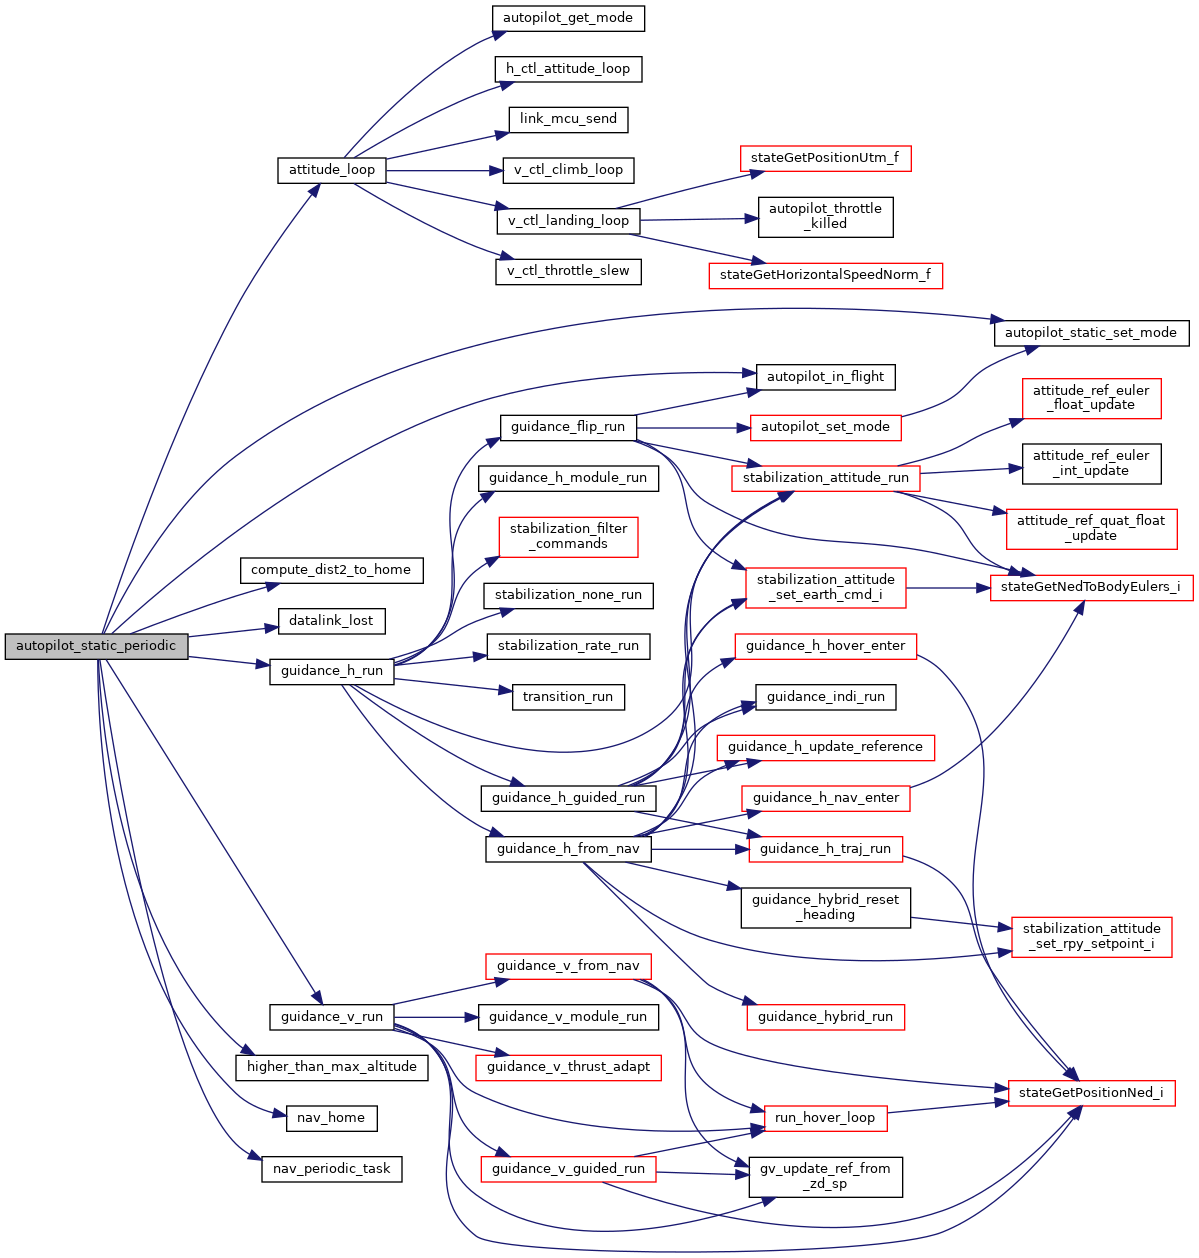 autopilot_get_mode
h_ctl_attitude_loop
link_mcu_send
attitude_loop
v_ctl_climb_loop
stateGetPositionUtm_f
v_ctl_landing_loop
autopilot_throttle
_killed
v_ctl_throttle_slew
stateGetHorizontalSpeedNorm_f
autopilot_static_set_mode
autopilot_in_flight
attitude_ref_euler
_float_update
guidance_flip_run
autopilot_set_mode
attitude_ref_euler
_int_update
guidance_h_module_run
stabilization_attitude_run
stabilization_filter
_commands
attitude_ref_quat_float
_update
compute_dist2_to_home
stabilization_none_run
stabilization_attitude
_set_earth_cmd_i
stateGetNedToBodyEulers_i
datalink_lost
autopilot_static_periodic
stabilization_rate_run
guidance_h_hover_enter
guidance_h_run
transition_run
guidance_indi_run
guidance_h_update_reference
guidance_h_guided_run
guidance_h_nav_enter
guidance_h_from_nav
guidance_h_traj_run
guidance_hybrid_reset
_heading
stabilization_attitude
_set_rpy_setpoint_i
guidance_v_from_nav
guidance_v_run
guidance_v_module_run
guidance_hybrid_run
higher_than_max_altitude
guidance_v_thrust_adapt
stateGetPositionNed_i
nav_home
run_hover_loop
nav_periodic_task
guidance_v_guided_run
gv_update_ref_from
_zd_sp